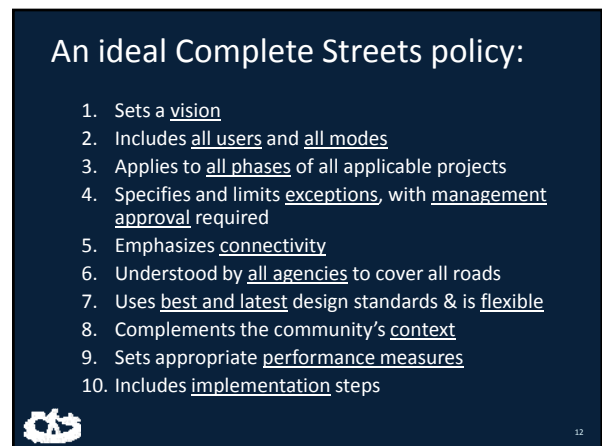 An ideal Complete Streets policy:
1. Sets a vision
2. Includes all users and all modes
3. Applies to all phases of all applicable projects
4. Specifies and limits exceptions, with management
approval required
5. Emphasizes connectivity
6. Understood by all agencies to cover all roads
7. Uses best and latest design standards & is flexible
8. Complements the community’s context
9. Sets appropriate performance measures
10. Includes implementation steps
12